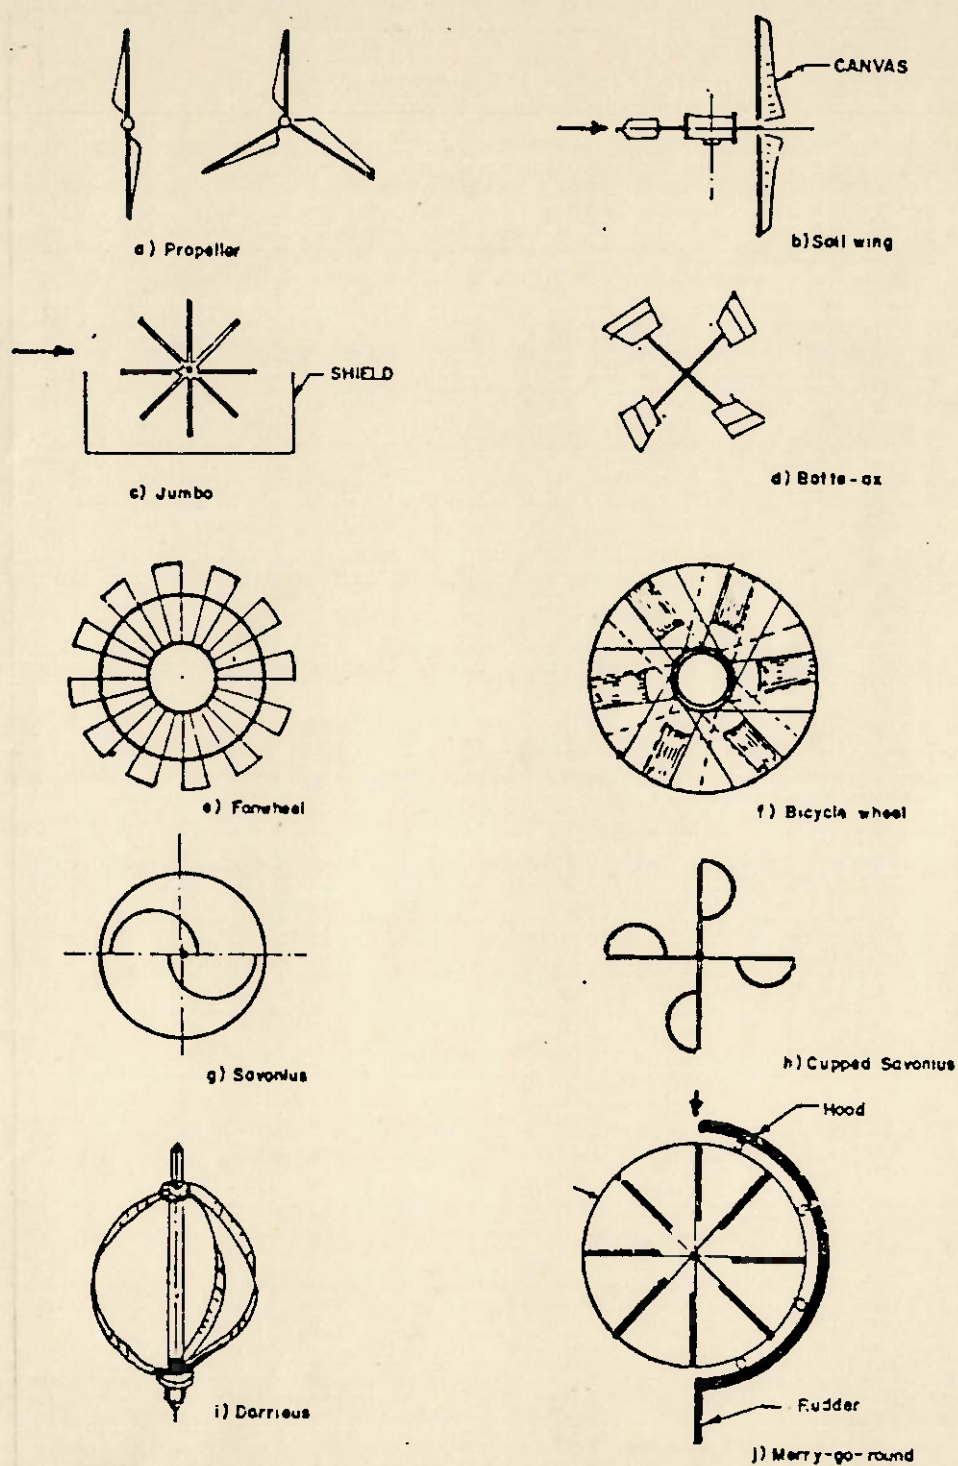 CANVAS
a) Propeller
b) Sail wing
SHIELD
c) Jumbo
d) Batte-ax
e) Fanwheel
f) Bicycle wheel
g) Savonius
h) Cupped Savonius
Hood
i) Darrieus
Rudder
j) Merry-go-round